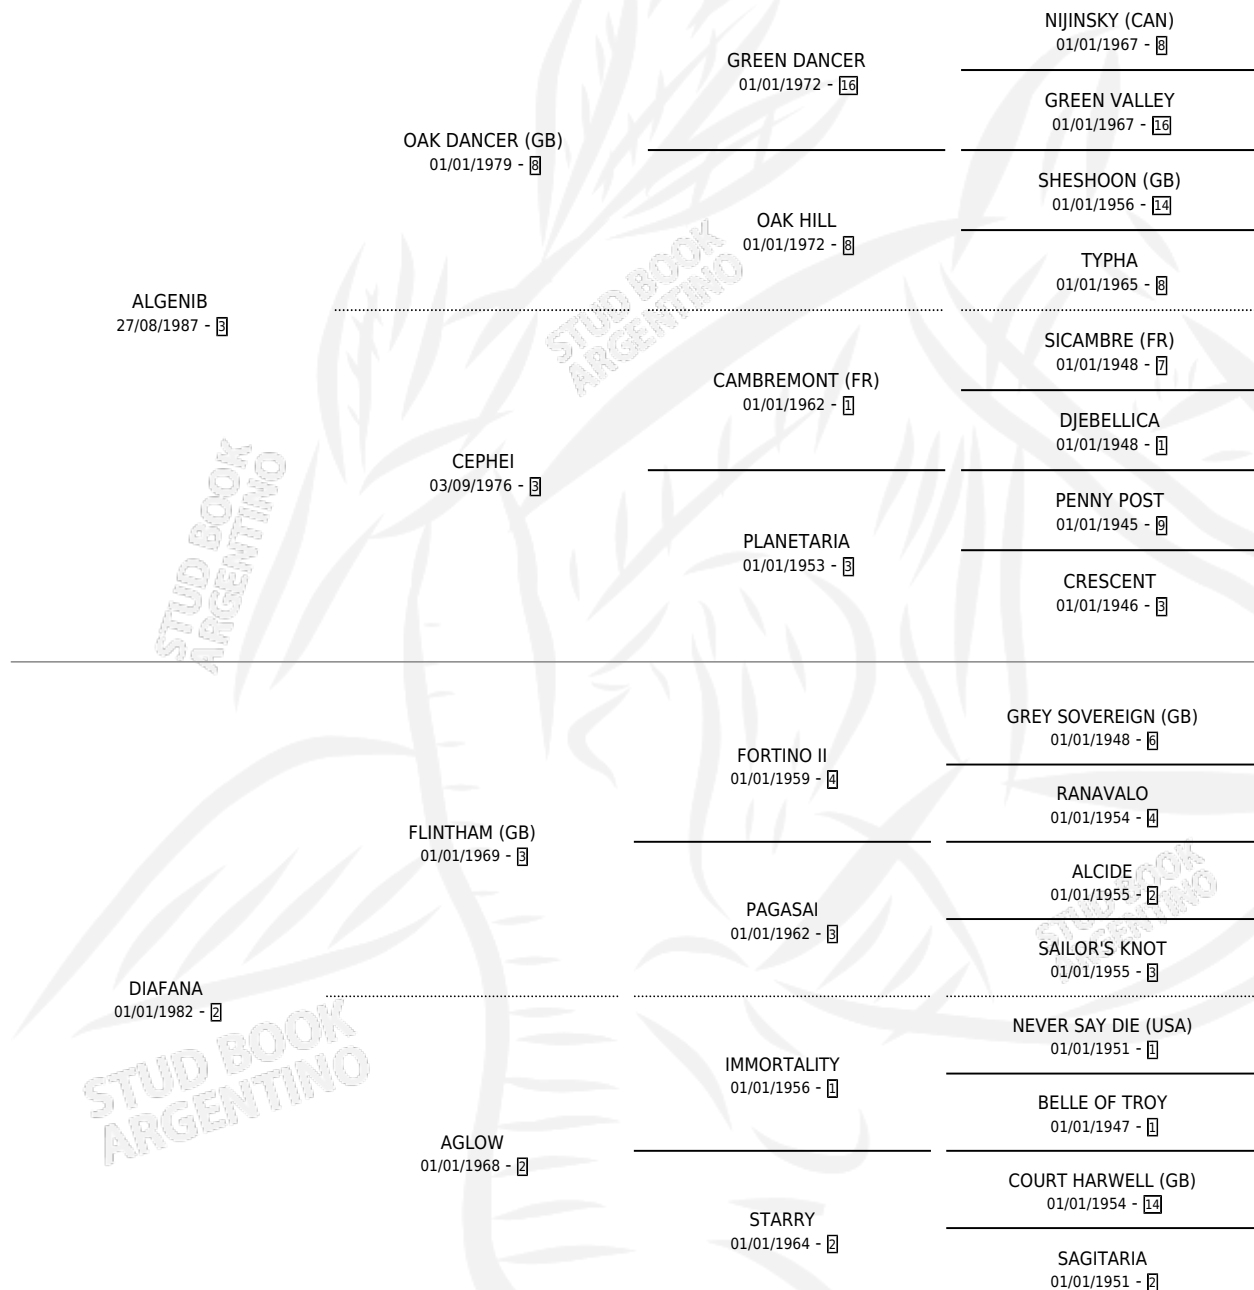 NIJINSKY (CAN)
01/01/1967 - 8
GREEN DANCER
01/01/1972 - 16
GREEN VALLEY
01/01/1967 - 16
OAK DANCER (GB)
01/01/1979 - 8
SHESHOON (GB)
01/01/1956 - 14
OAK HILL
01/01/1972 - 8
TYPHA
01/01/1965 - 8
ALGENIB
27/08/1987 - 3
SICAMBRE (FR)
01/01/1948 - 7
CAMBREMONT (FR)
01/01/1962 - 1
DJEBELLICA
01/01/1948 - 1
CEPHEI
03/09/1976 - 3
PENNY POST
01/01/1945 - 9
PLANETARIA
01/01/1953 - 3
CRESCENT
01/01/1946 - 3
GREY SOVEREIGN (GB)
01/01/1948 - 6
FORTINO II
01/01/1959 - 4
RANAVALO
01/01/1954 - 4
FLINTHAM (GB)
01/01/1969 - 3
ALCIDE
01/01/1955 - 2
PAGASAI
01/01/1962 - 3
SAILOR'S KNOT
01/01/1955 - 3
DIAFANA
01/01/1982 - 2
NEVER SAY DIE (USA)
01/01/1951 - 1
IMMORTALITY
01/01/1956 - 1
BELLE OF TROY
01/01/1947 - 1
AGLOW
01/01/1968 - 2
COURT HARWELL (GB)
01/01/1954 - 14
STARRY
01/01/1964 - 2
SAGITARIA
01/01/1951 - 2
STUD BOOK
ARGENTINO
STUD BOOK
ARGENTINO
STUD BOOK
ARGENTINO
STUD BOOK
ARGENTINO